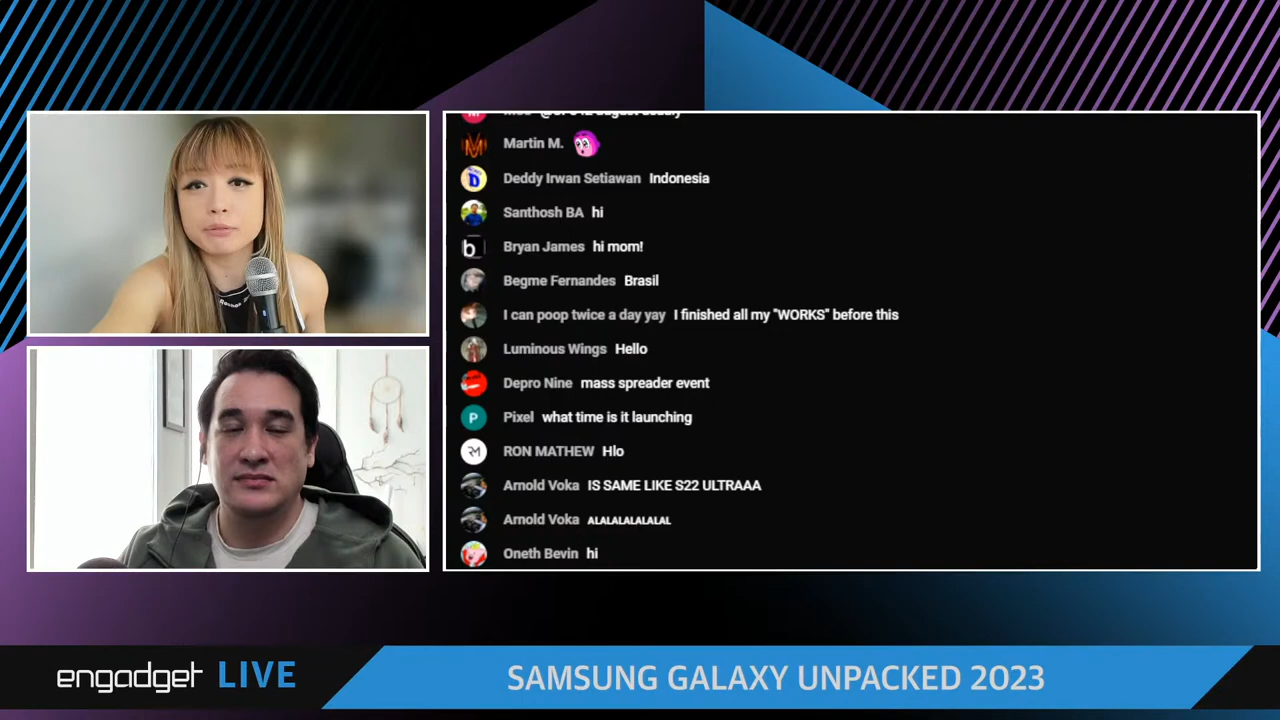 Martin M.
Deddy Irwan Setiawan Indonesia
Santhosh BA hi
Bryan James hi mom!
Begme Fernandes Brasil
I can poop twice a day yay I finished all my "WORKS" before this
Luminous Wings Hello
Depro Nine mass spreader event
P Pixel what time is it launching
RON MATHEW Hlo
Arnold Voka IS SAME LIKE S22 ULTRAAA
Arnold Voka ALALALALALALAL
Oneth Bevin hi
engadget LIVE
SAMSUNG GALAXY UNPACKED 2023